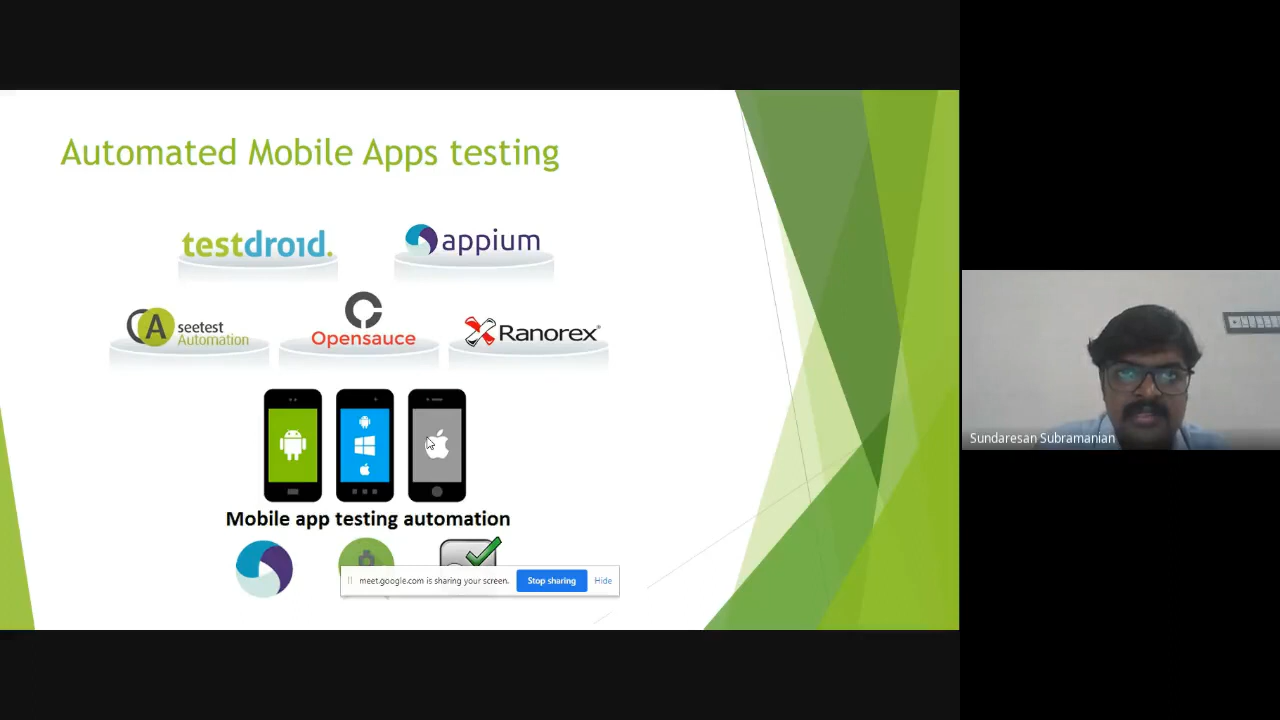 Automated Mobile Apps testing
testdroid.
appium
A seetest
Automation
Opensauce
Ranorex®
Mobile app testing automation
meet.google.com is sharing your screen.
Stop sharing
Hide
Sundaresan Subramanian